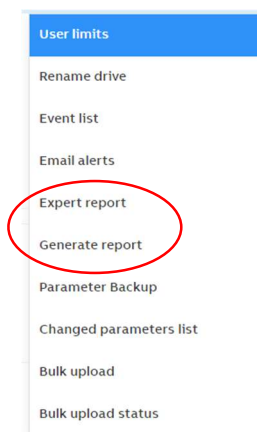 User limits
Rename drive
Event list
Email alerts
Expert report
Generate report
Parameter Backup
Changed parameters list
Bulk upload
Bulk upload status